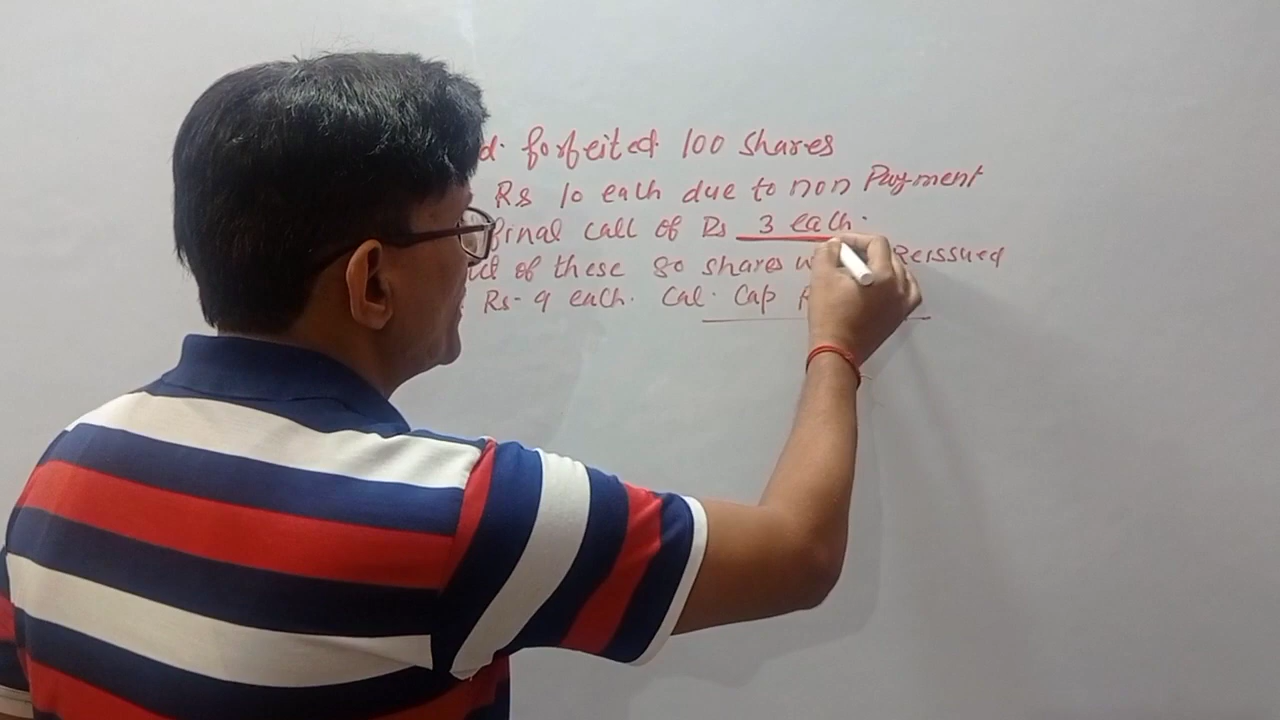 d. forfeited 100 shares
Rs 10 each due to non Payment
final call of Rs 3 each.
of these 80 shares Reissued
Rs. 9 each. Cal. Cap